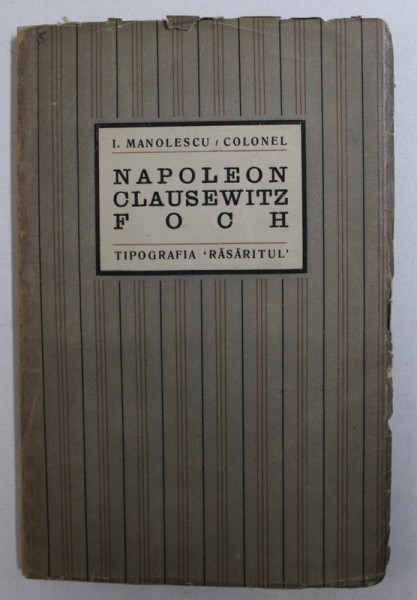 I. MANOLESCU / COLONEL
NAPOLEON
CLAUSEWITZ
FOCH
TIPOGRAFIA 'RĂSĂRITUL'